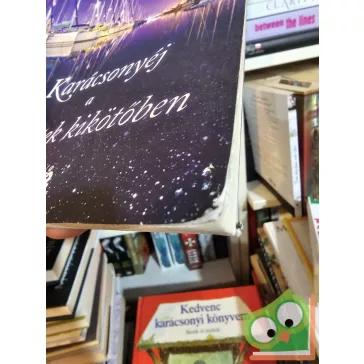 between the lines
Karácsonyéj
a
ek kikötőben
Kedvenc
karácsonyi könyvem